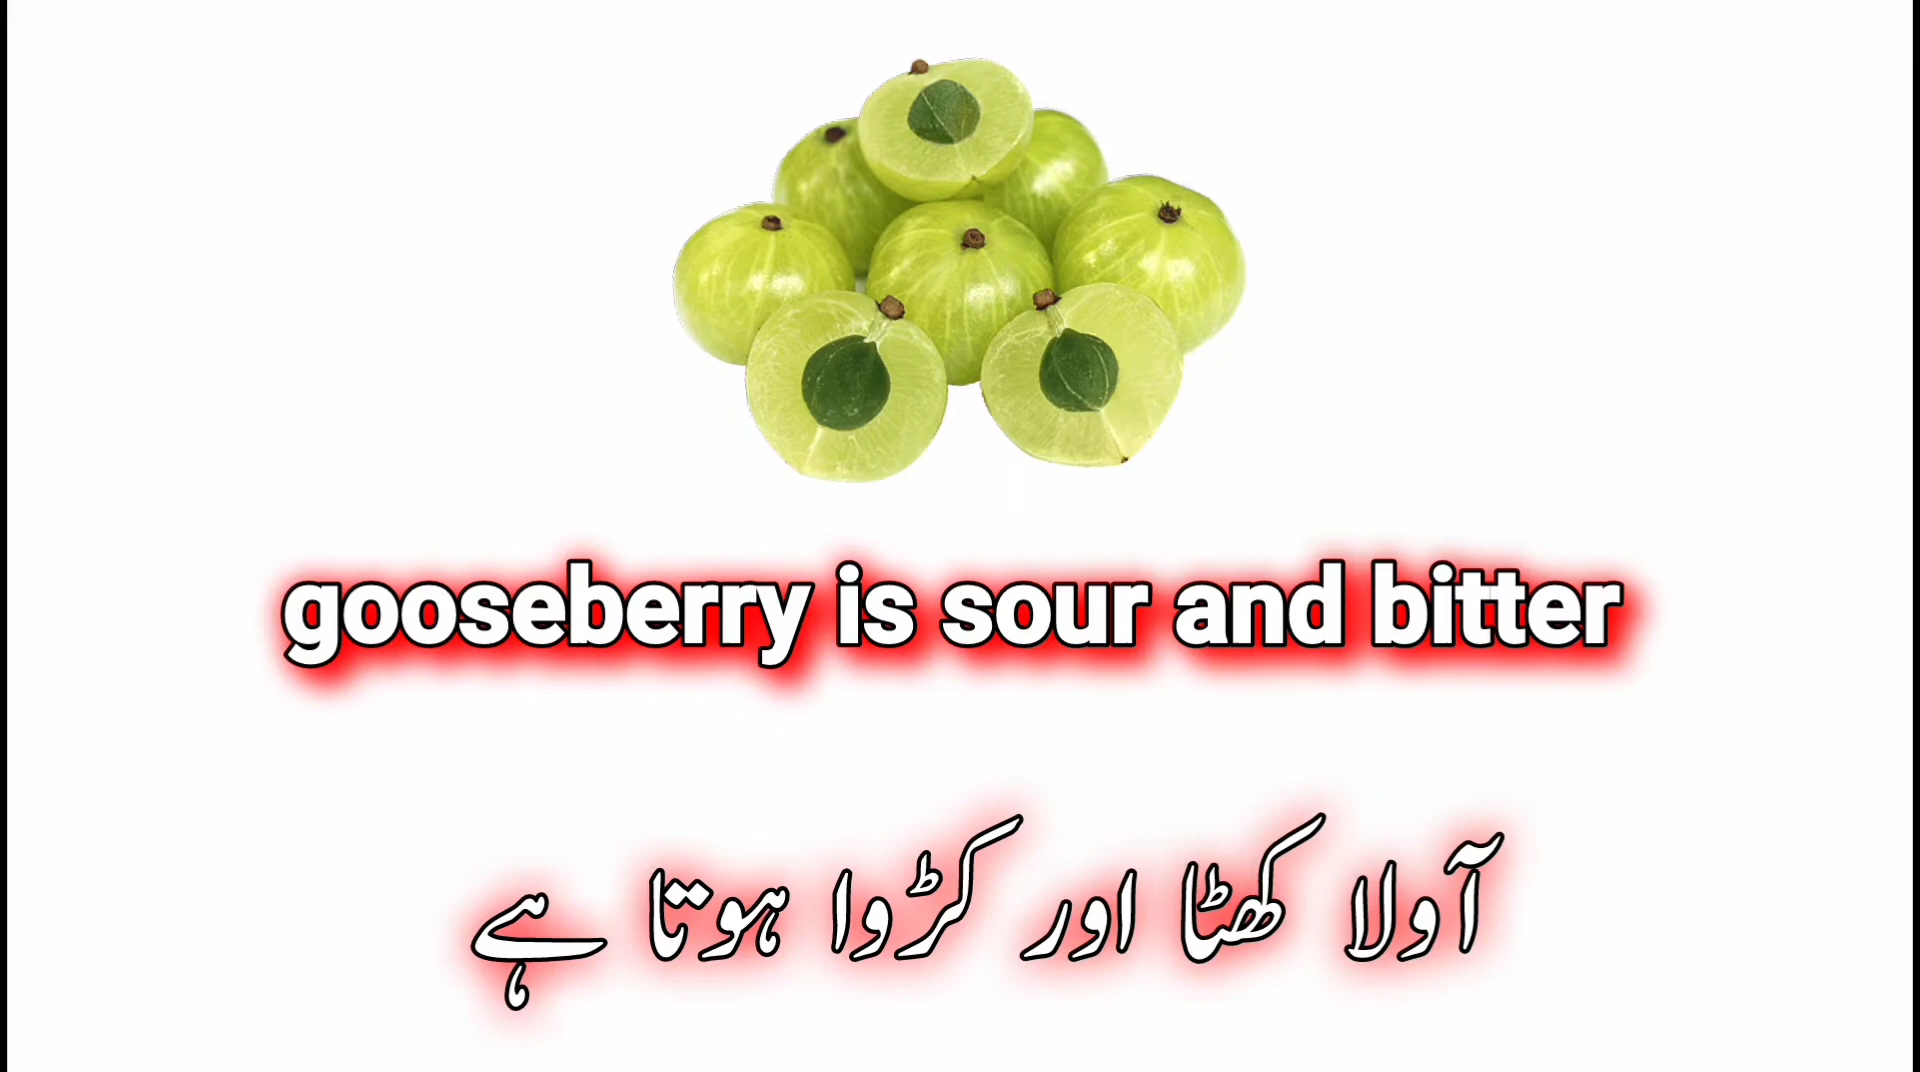 gooseberry is sour and bitter
آولا کھٹا اور کڑوا ہوتا ہے